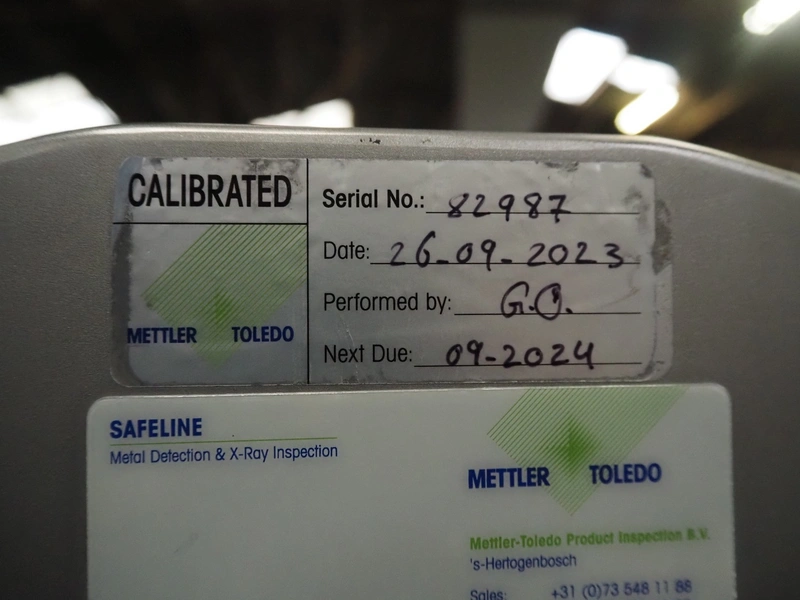 CALIBRATED
METTLER TOLEDO
Serial No.: 82987
Date: 26-09-2023
Performed by: G.O.
Next Due: 09-2024
SAFELINE
Metal Detection & X-Ray Inspection
METTLER TOLEDO
Mettler-Toledo Product Inspection B.V.
's-Hertogenbosch
Sales: +31 (0)73 548 11 88